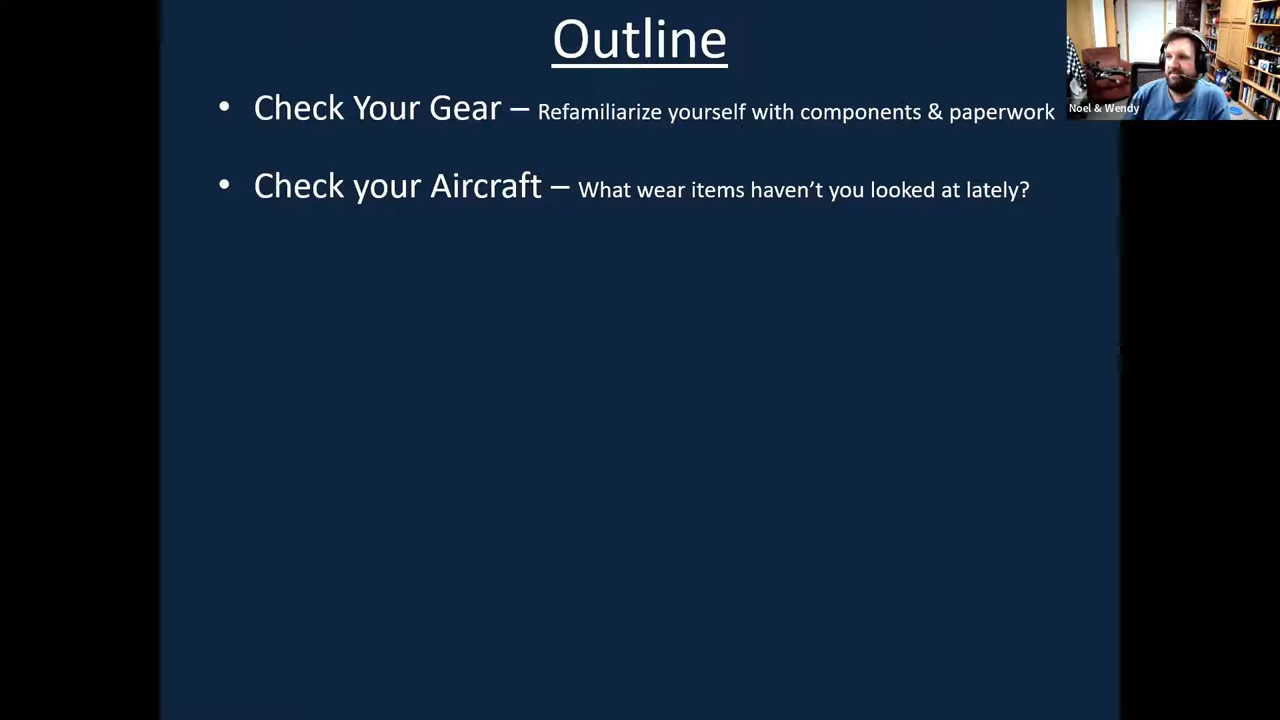 Outline
• Check Your Gear – Refamiliarize yourself with components & paperwork
Noel & Wendy
• Check your Aircraft – What wear items haven’t you looked at lately?